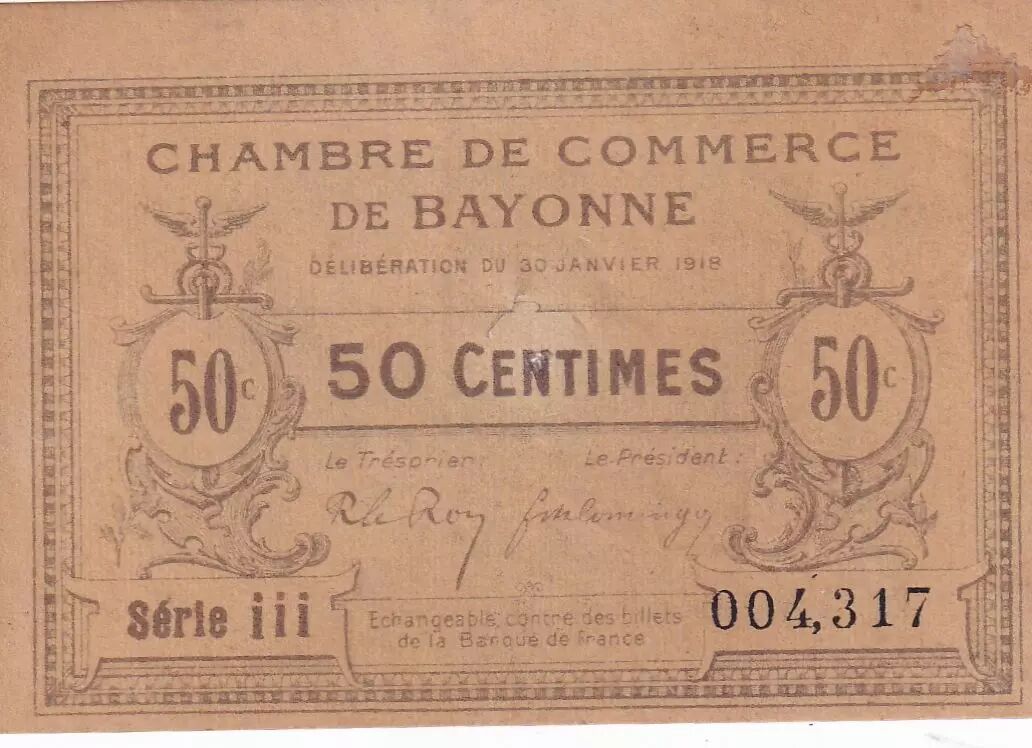 CHAMBRE DE COMMERCE
DE BAYONNE
DÉLIBÉRATION DU 30 JANVIER 1918
50c
50 CENTIMES
50c
Le Trésorier:
Le Président:
Série iii
Echangeable contre des billets
de la Banque de France
004,317